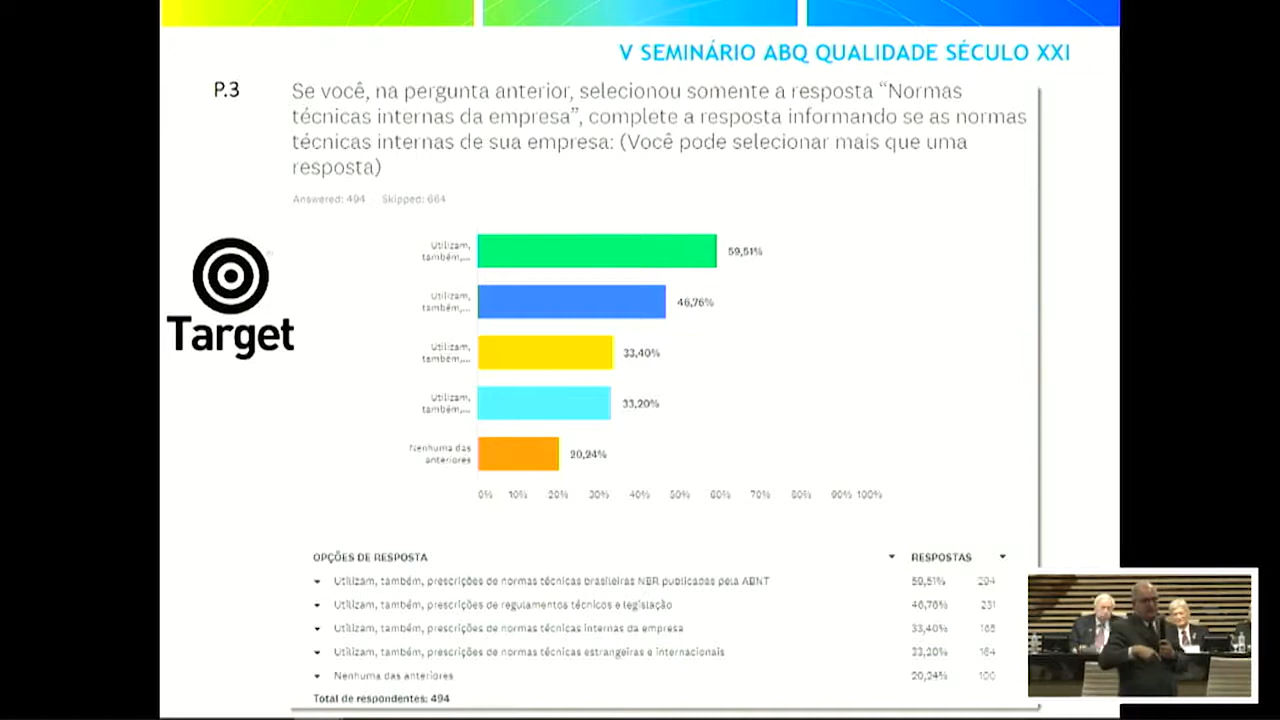 V SEMINÁRIO ABQ QUALIDADE SÉCULO XXI
P.3
Se você, na pergunta anterior, selecionou somente a resposta “Normas
técnicas internas da empresa”, complete a resposta informando se as normas
técnicas internas de sua empresa: (Você pode selecionar mais que uma
resposta)
Answered: 494 Skipped: 664
Target
Utilizam,
também,...
59,51%
Utilizam,
também,...
46,76%
Utilizam,
também,...
33,40%
Utilizam,
também,...
33,20%
Nenhuma das
anteriores
20,24%
0% 10% 20% 30% 40% 50% 60% 70% 80% 90% 100%
OPÇÕES DE RESPOSTA RESPOSTAS
Utilizam, também, prescrições de normas técnicas brasileiras NBR publicadas pela ABNT 59,51% 294
Utilizam, também, prescrições de regulamentos técnicos e legislação 46,76% 231
Utilizam, também, prescrições de normas técnicas internas da empresa 33,40% 165
Utilizam, também, prescrições de normas técnicas estrangeiras e internacionais 33,20% 164
Nenhuma das anteriores 20,24% 100
Total de respondentes: 494